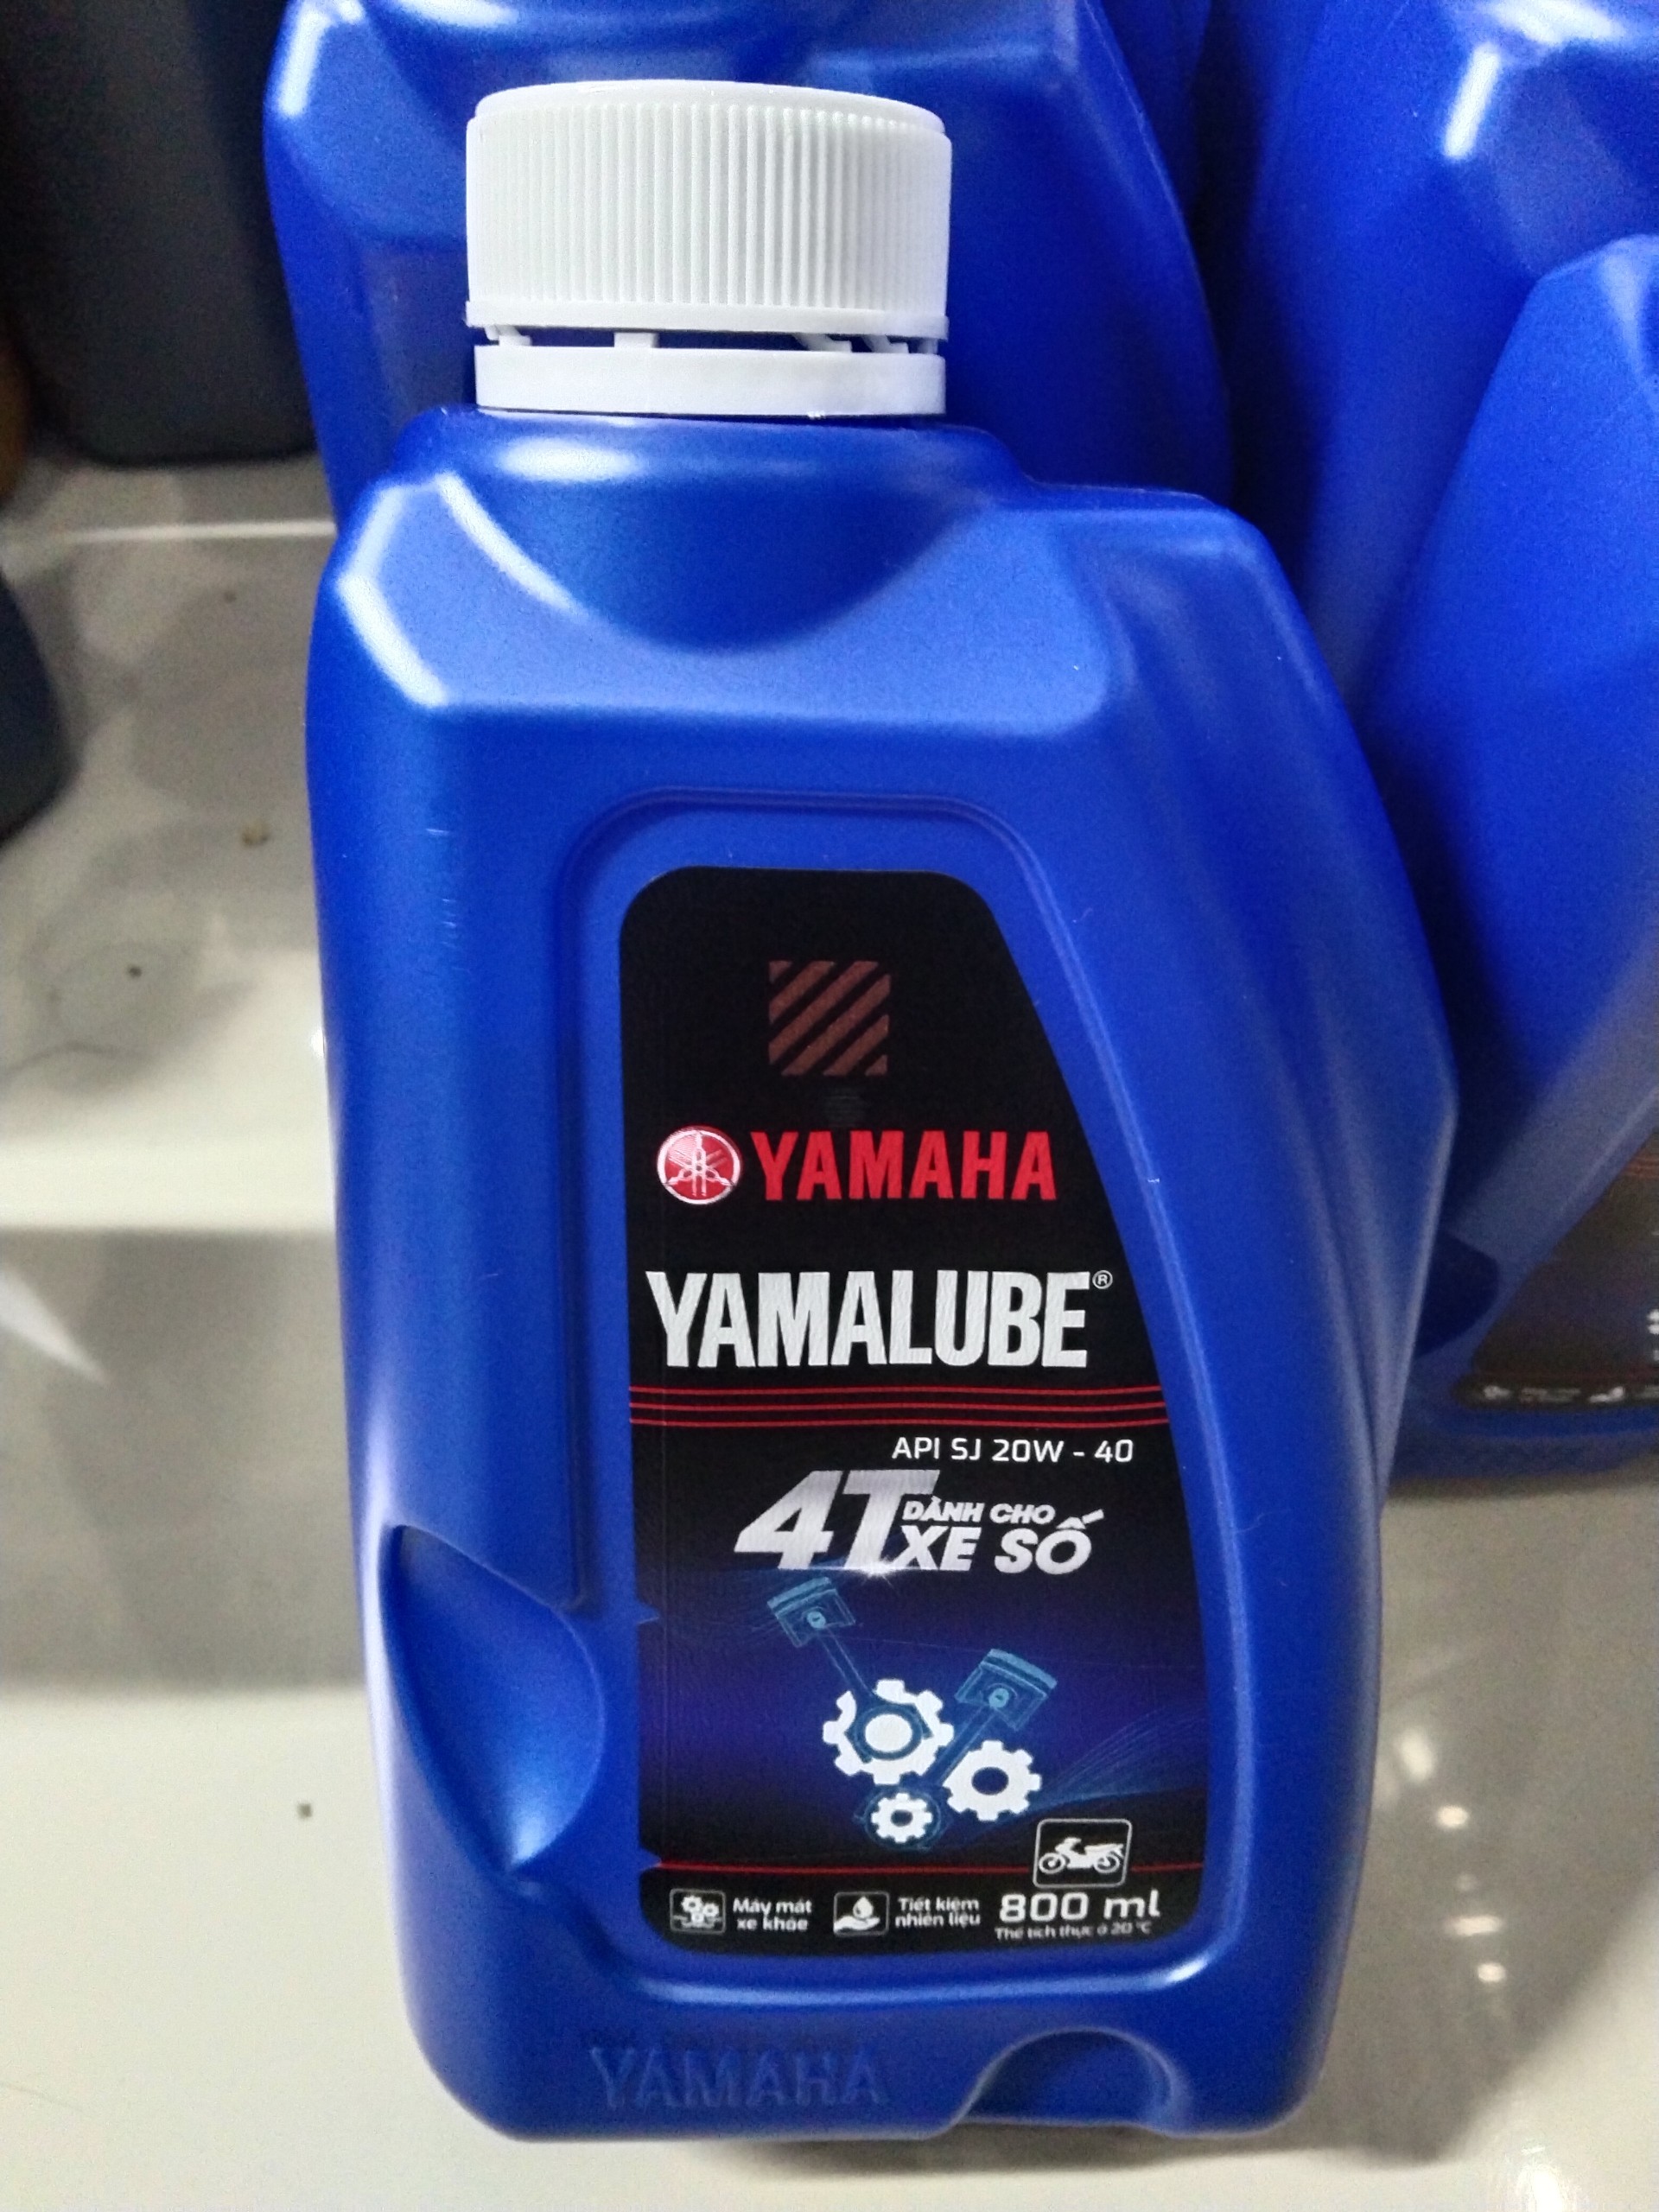 YAMAHA
YAMALUBE®
API SJ 20W - 40
4T DÀNH CHO
XE SỐ
Máy mát
xe khỏe
Tiết kiệm
nhiên liệu
800 ml
Thể tích thực ở 20 °C
YAMAHA